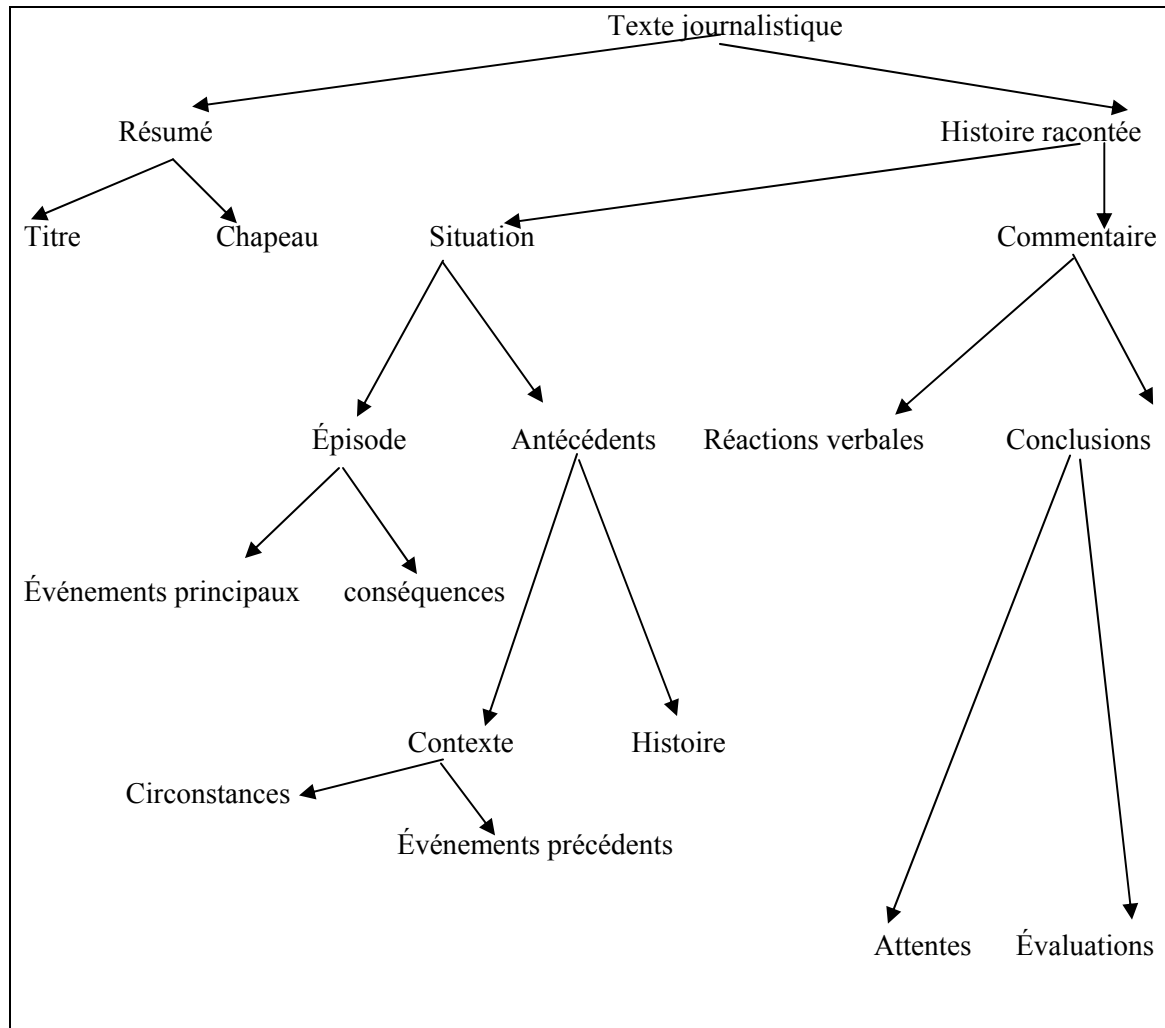 Texte journalistique
Résumé Histoire racontée
Titre Chapeau Situation Commentaire
Épisode Antécédents Réactions verbales Conclusions
Événements principaux conséquences
Contexte Histoire
Circonstances
Événements précédents
Attentes Évaluations